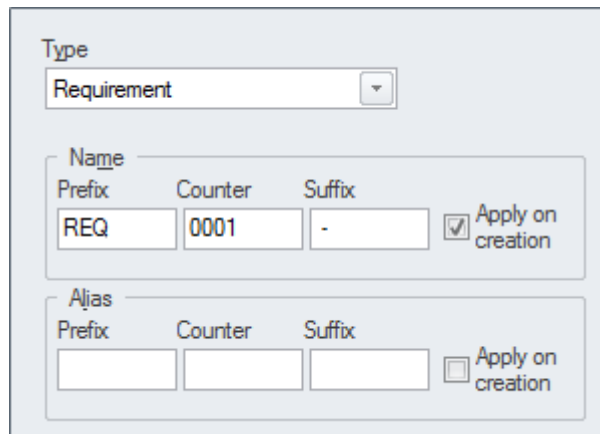 Type
Requirement
Name
Prefix Counter Suffix
REQ 0001 - Apply on
creation
Alias
Prefix Counter Suffix
Apply on
creation